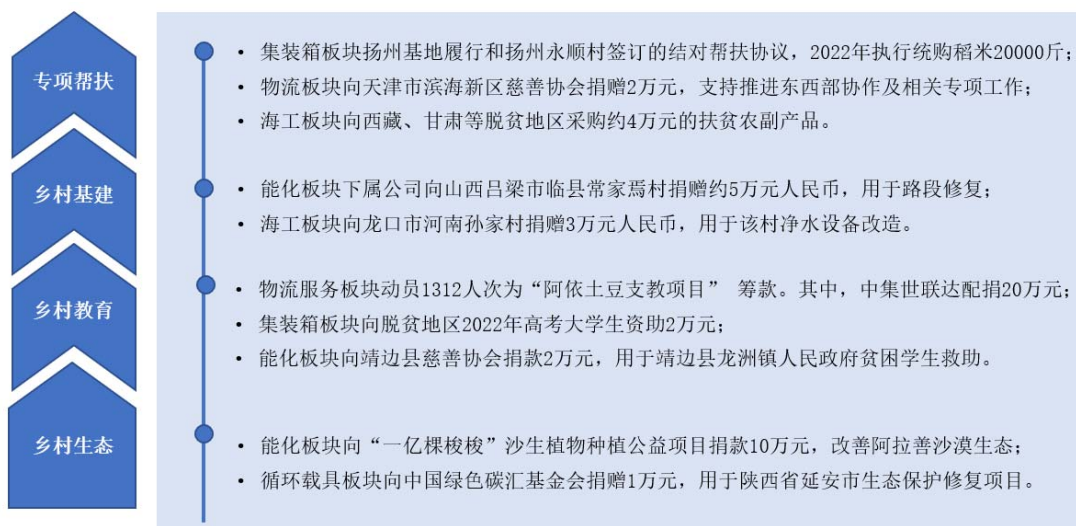 专项帮扶
• 集装箱板块扬州基地履行和扬州永顺村签订的结对帮扶协议，2022年执行统购稻米20000斤；
• 物流板块向天津市滨海新区慈善协会捐赠2万元，支持推进东西部协作及相关专项工作；
• 海工板块向西藏、甘肃等脱贫地区采购约4万元的扶贫农副产品。
乡村基建
• 能化板块下属公司向山西吕梁市临县常家焉村捐赠约5万元人民币，用于路段修复；
• 海工板块向龙口市河南孙家村捐赠3万元人民币，用于该村净水设备改造。
乡村教育
• 物流服务板块动员1312人次为“阿依土豆支教项目” 筹款。其中，中集世联达配捐20万元；
• 集装箱板块向脱贫地区2022年高考大学生资助2万元；
• 能化板块向靖边县慈善协会捐款2万元，用于靖边县龙洲镇人民政府贫困学生救助。
乡村生态
• 能化板块向“一亿棵梭梭”沙生植物种植公益项目捐款10万元，改善阿拉善沙漠生态；
• 循环载具板块向中国绿色碳汇基金会捐赠1万元，用于陕西省延安市生态保护修复项目。